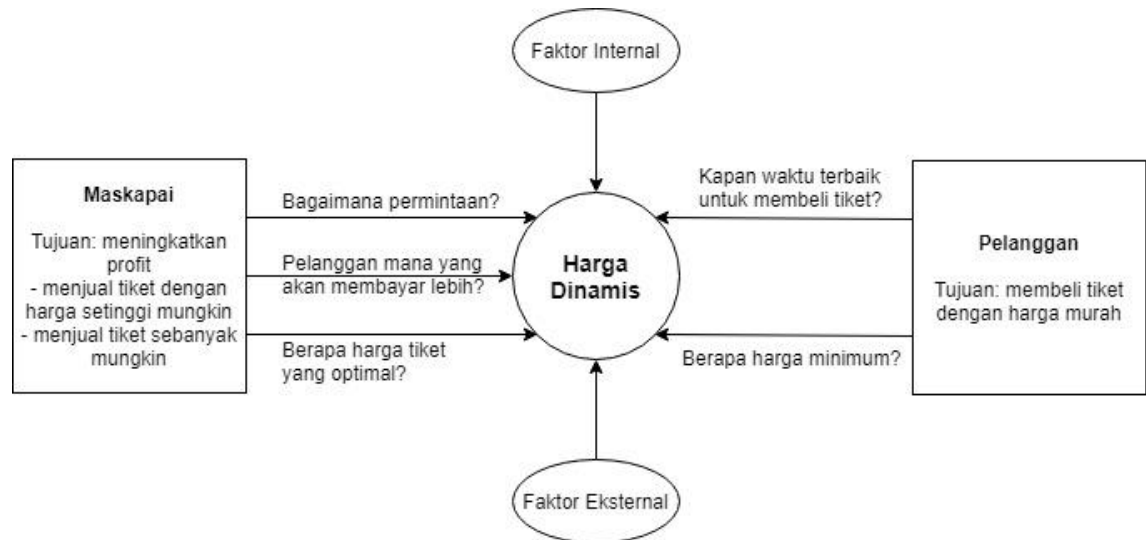 Faktor Internal
Maskapai
Tujuan: meningkatkan
profit
- menjual tiket dengan
harga setinggi mungkin
- menjual tiket sebanyak
mungkin
Bagaimana permintaan?
Pelanggan mana yang
akan membayar lebih?
Berapa harga tiket
yang optimal?
Harga
Dinamis
Kapan waktu terbaik
untuk membeli tiket?
Berapa harga minimum?
Pelanggan
Tujuan: membeli tiket
dengan harga murah
Faktor Eksternal